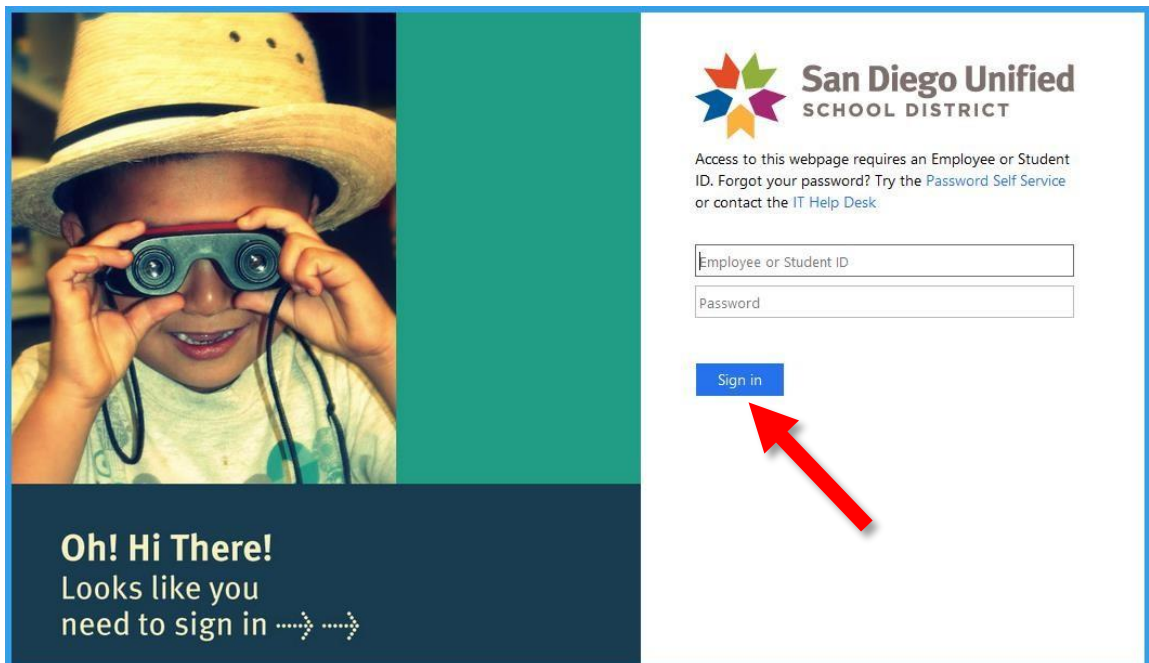 San Diego Unified
SCHOOL DISTRICT
Access to this webpage requires an Employee or Student
ID. Forgot your password? Try the Password Self Service
or contact the IT Help Desk
Employee or Student ID
Password
Sign in
Oh! Hi There!
Looks like you
need to sign in